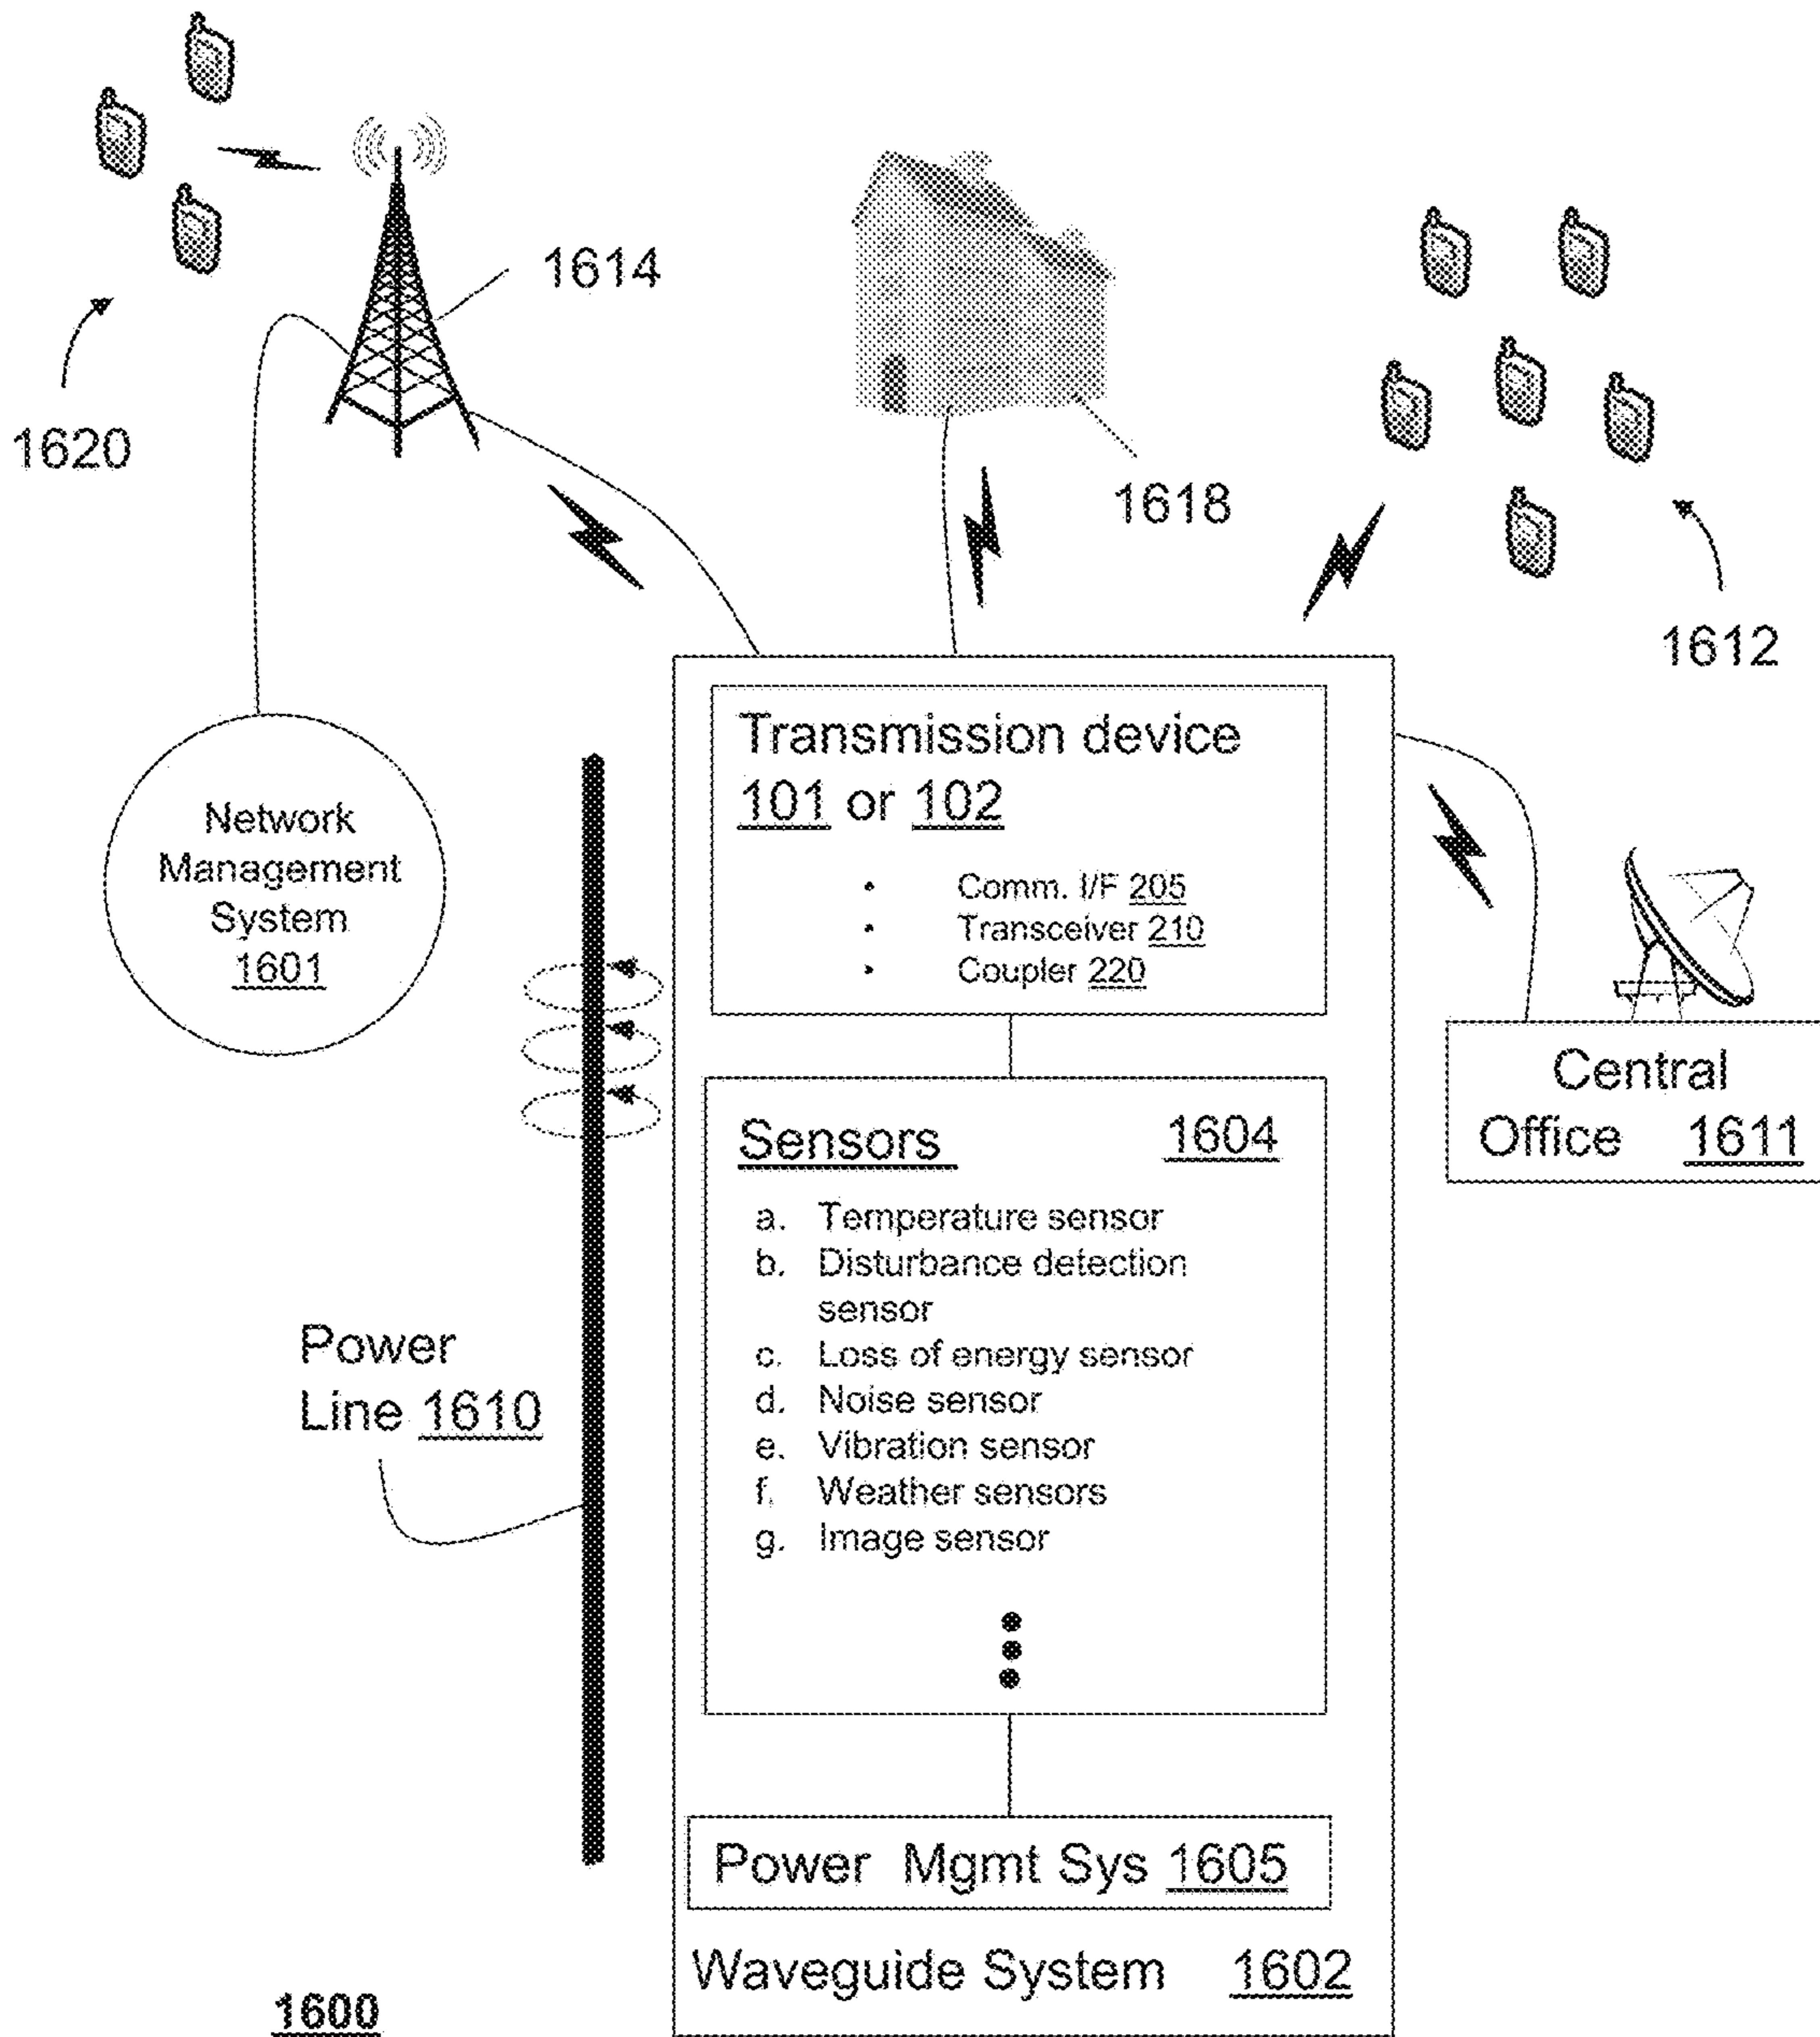 1614
1620
1618
1612
Network
Management
System
1601
Transmission device
101 or 102
• Comm. I/F 205
• Transceiver 210
• Coupler 220
Central
Office 1611
Sensors 1604
a. Temperature sensor
b. Disturbance detection
sensor
c. Loss of energy sensor
d. Noise sensor
e. Vibration sensor
f. Weather sensors
g. Image sensor
Power
Line 1610
Power Mgmt Sys 1605
Waveguide System 1602
1600